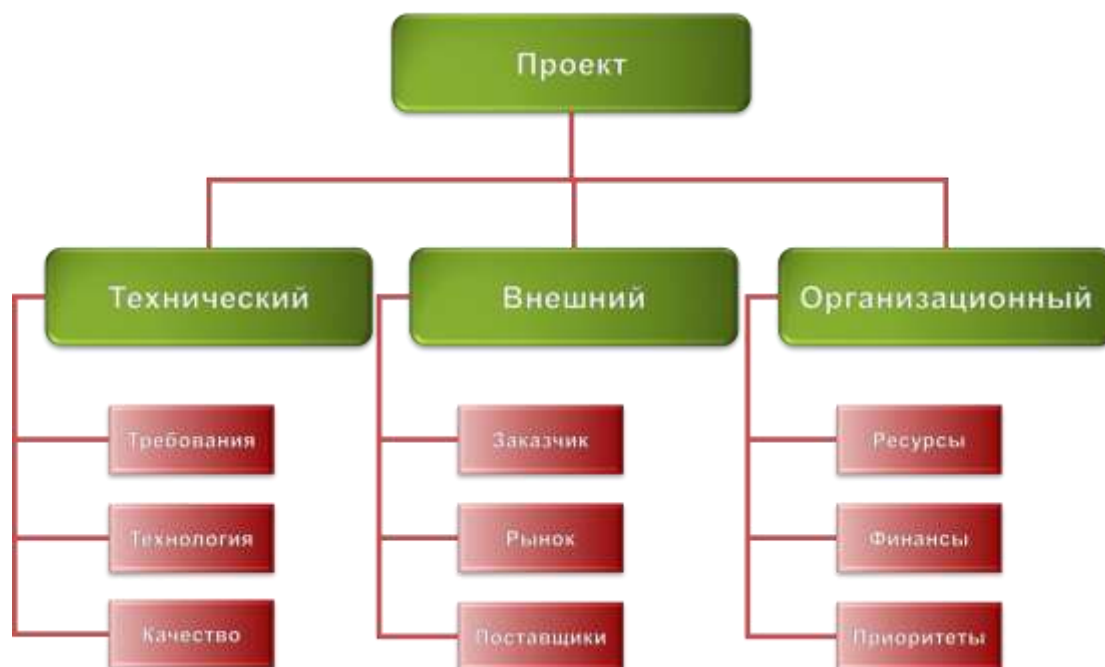 Проект
Технический
Внешний
Организационный
Требования
Заказчик
Ресурсы
Технология
Рынок
Финансы
Качество
Поставщики
Приоритеты